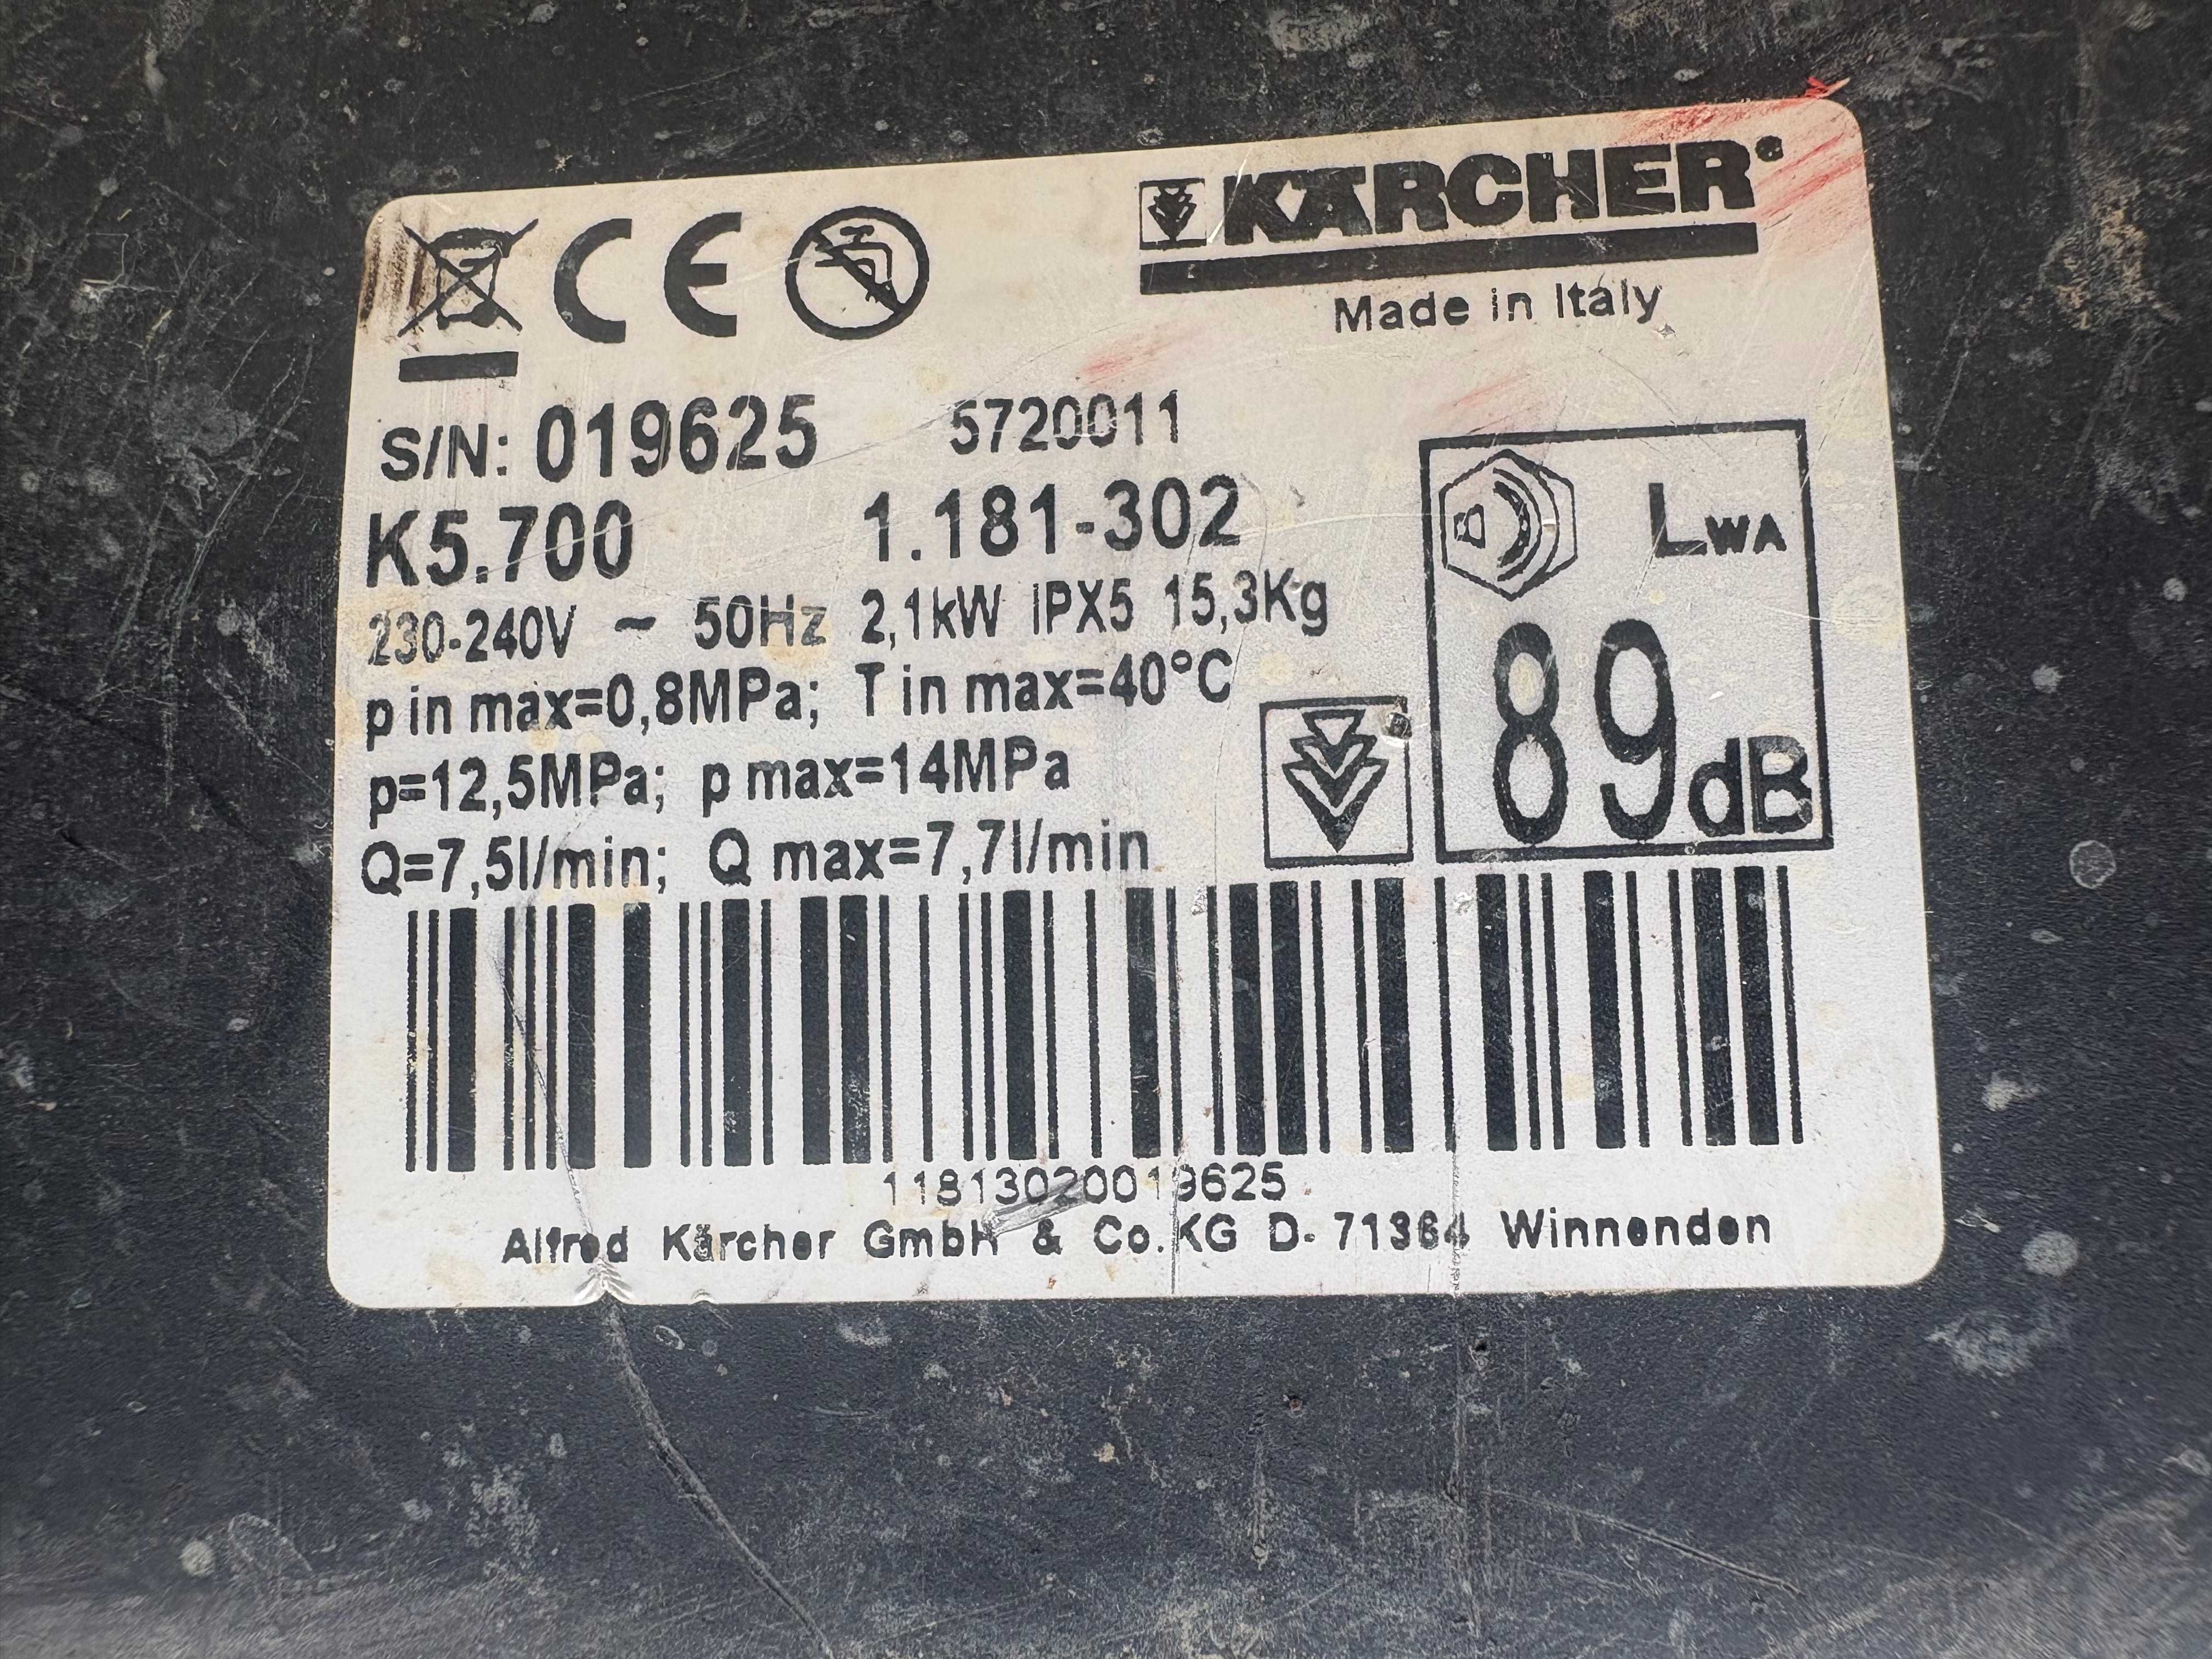 CE
KÄRCHER®
Made in Italy
S/N: 019625 5720011
K5.700 1.181-302
230-240V ~ 50Hz 2,1kW IPX5 15,3Kg
p in max=0,8MPa; T in max=40°C
p=12,5MPa; p max=14MPa
Q=7,5l/min; Q max=7,7l/min
LWA
89dB
11813020019625
Alfred Kärcher GmbH & Co.KG D- 71364 Winnenden